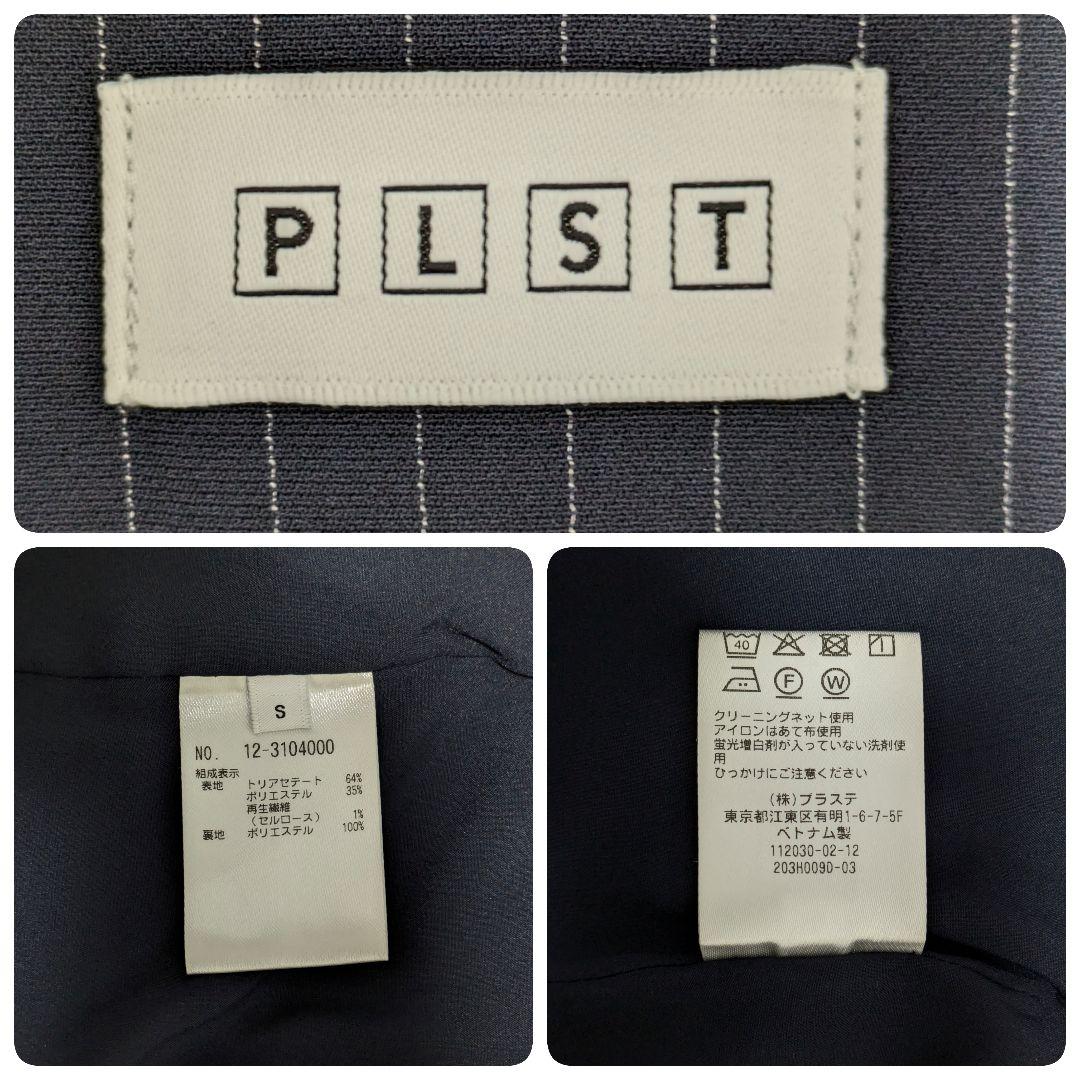 PLST
S
NO. 12-3104000
組成表示
表地 トリアセテート 64%
ポリエステル 35%
再生繊維
(セルロース) 1%
裏地 ポリエステル 100%
40
F W
クリーニングネット使用
アイロンはあて布使用
蛍光増白剤が入っていない洗剤使
用
ひっかけにご注意ください
(株)プラステ
東京都江東区有明1-6-7-5F
ベトナム製
112030-02-12
203H009D-03